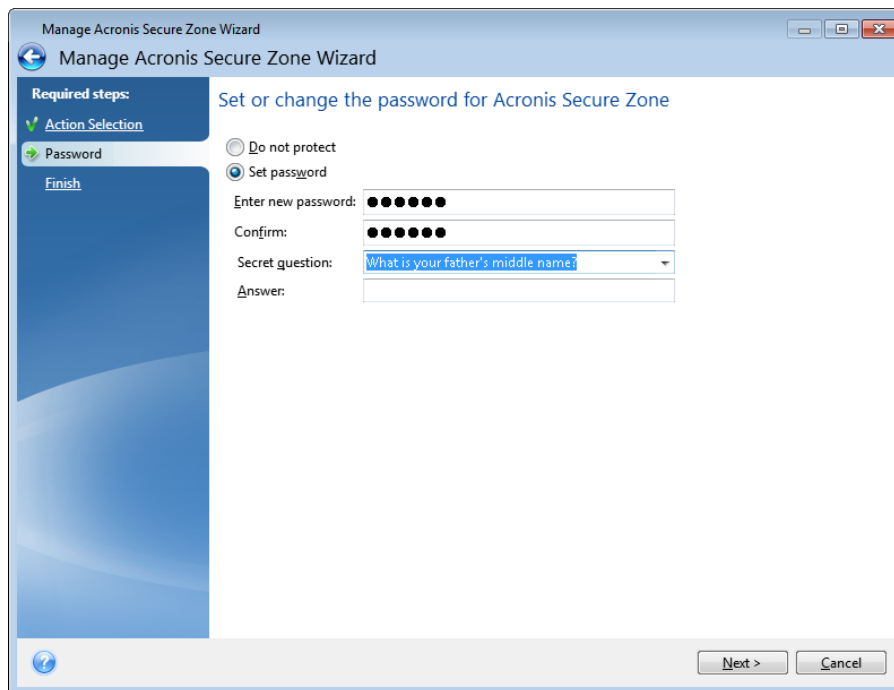 Manage Acronis Secure Zone Wizard
Manage Acronis Secure Zone Wizard
Required steps:
Action Selection
Password
Finish
Set or change the password for Acronis Secure Zone
Do not protect
Set password
Enter new password: ●●●●●●
Confirm: ●●●●●●
Secret question: What is your father's middle name?
Answer:
?
Next > Cancel